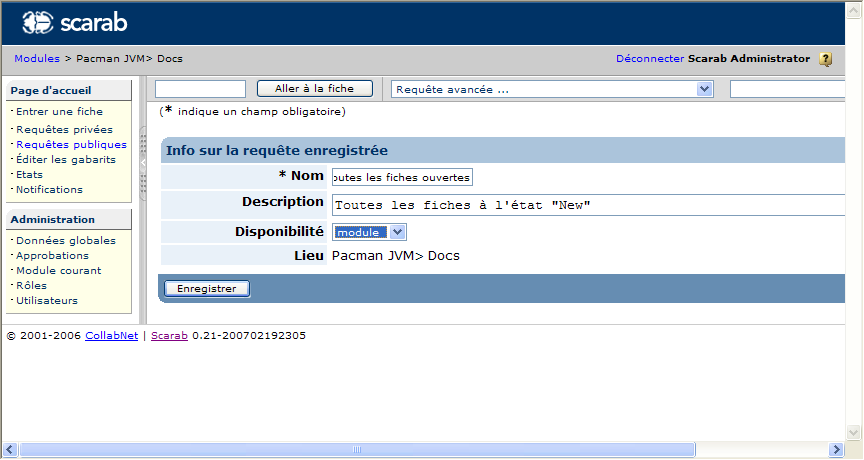 scarab
Modules > Pacman JVM> Docs
Déconnecter Scarab Administrator ?
Page d'accueil
Entrer une fiche
Requêtes privées
Requêtes publiques
Éditer les gabarits
Etats
Notifications
Administration
Données globales
Approbations
Module courant
Rôles
Utilisateurs
Aller à la fiche
Requête avancée ...
(* indique un champ obligatoire)
Info sur la requête enregistrée
* Nom outes les fiches ouvertes
Description Toutes les fiches à l'état "New"
Disponibilité module
Lieu Pacman JVM> Docs
Enregistrer
© 2001-2006 CollabNet | Scarab 0.21-200702192305